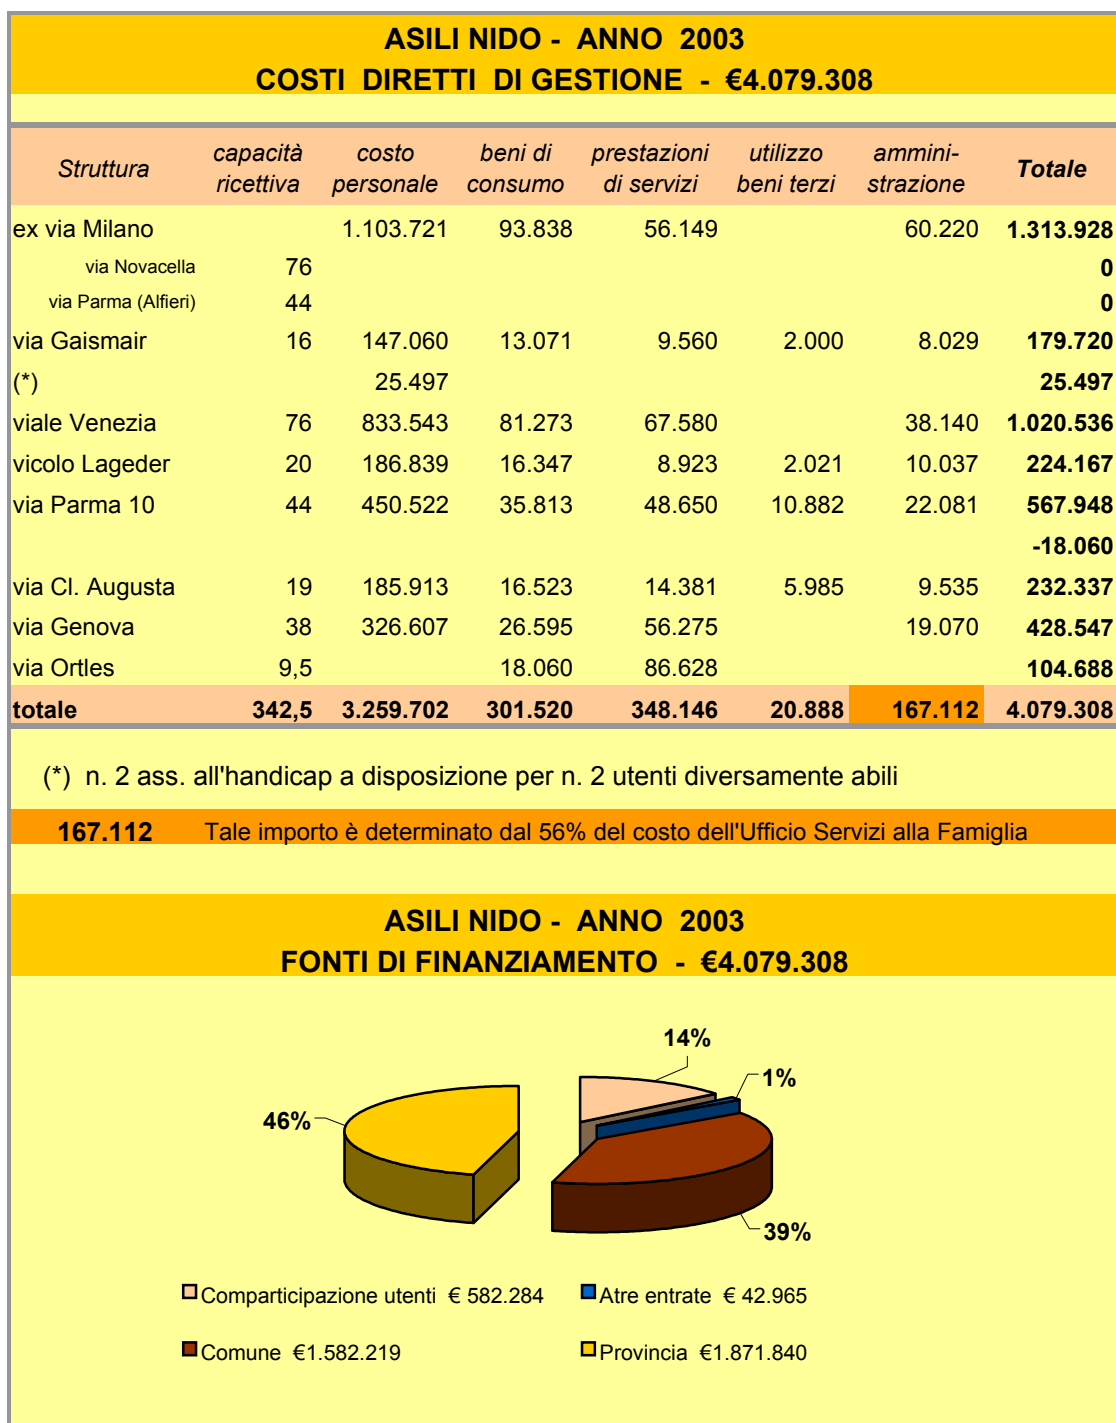 ASILI NIDO - ANNO 2003
COSTI DIRETTI DI GESTIONE - €4.079.308
Struttura capacità ricettiva costo personale beni di consumo prestazioni di servizi utilizzo beni terzi ammini-strazione Totale
ex via Milano 1.103.721 93.838 56.149 60.220 1.313.928
via Novacella 76 0
via Parma (Alfieri) 44 0
via Gaismair 16 147.060 13.071 9.560 2.000 8.029 179.720
(*) 25.497 25.497
viale Venezia 76 833.543 81.273 67.580 38.140 1.020.536
vicolo Lageder 20 186.839 16.347 8.923 2.021 10.037 224.167
via Parma 10 44 450.522 35.813 48.650 10.882 22.081 567.948
-18.060
via Cl. Augusta 19 185.913 16.523 14.381 5.985 9.535 232.337
via Genova 38 326.607 26.595 56.275 19.070 428.547
via Ortles 9,5 18.060 86.628 104.688
totale 342,5 3.259.702 301.520 348.146 20.888 167.112 4.079.308
(*) n. 2 ass. all'handicap a disposizione per n. 2 utenti diversamente abili
167.112 Tale importo è determinato dal 56% del costo dell'Ufficio Servizi alla Famiglia
ASILI NIDO - ANNO 2003
FONTI DI FINANZIAMENTO - €4.079.308
14%
1%
46%
39%
Comparticipazione utenti € 582.284 Atre entrate € 42.965
Comune €1.582.219 Provincia €1.871.840